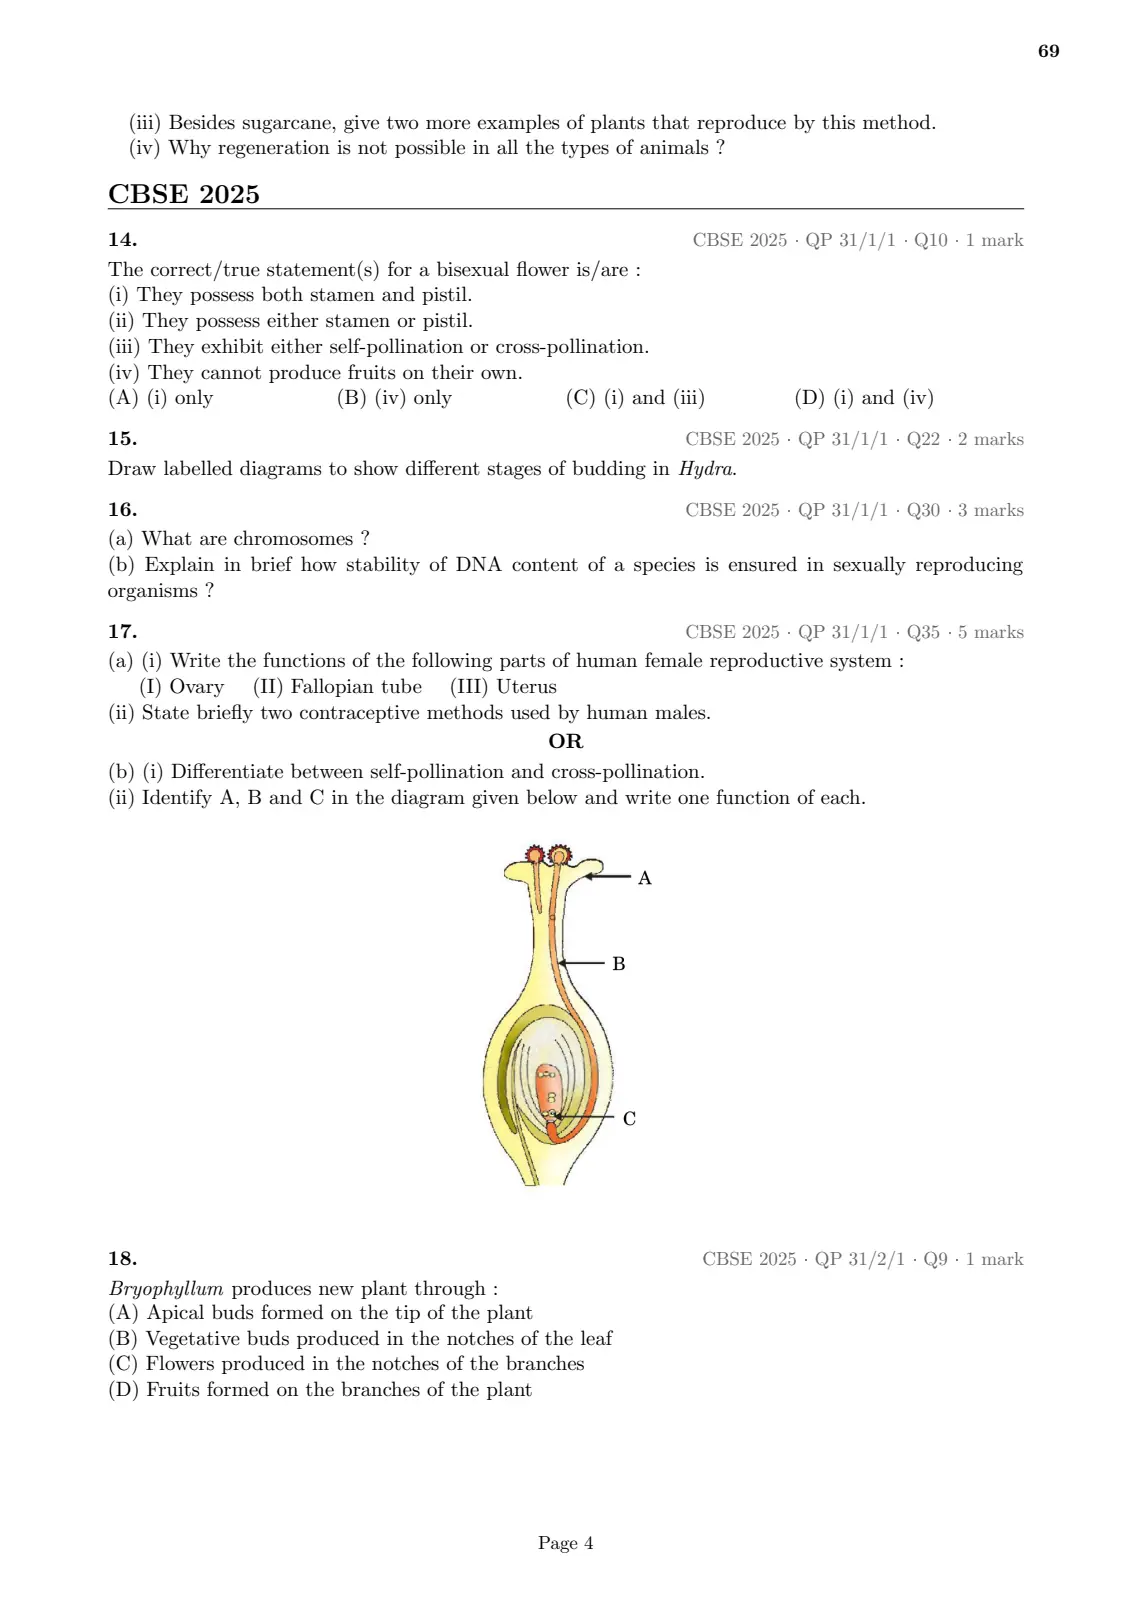 69
(iii) Besides sugarcane, give two more examples of plants that reproduce by this method.
(iv) Why regeneration is not possible in all the types of animals ?
CBSE 2025
14. CBSE 2025 · QP 31/1/1 · Q10 · 1 mark
The correct/true statement(s) for a bisexual flower is/are :
(i) They possess both stamen and pistil.
(ii) They possess either stamen or pistil.
(iii) They exhibit either self-pollination or cross-pollination.
(iv) They cannot produce fruits on their own.
(A) (i) only (B) (iv) only (C) (i) and (iii) (D) (i) and (iv)
15. CBSE 2025 · QP 31/1/1 · Q22 · 2 marks
Draw labelled diagrams to show different stages of budding in Hydra.
16. CBSE 2025 · QP 31/1/1 · Q30 · 3 marks
(a) What are chromosomes ?
(b) Explain in brief how stability of DNA content of a species is ensured in sexually reproducing
organisms ?
17. CBSE 2025 · QP 31/1/1 · Q35 · 5 marks
(a) (i) Write the functions of the following parts of human female reproductive system :
(I) Ovary (II) Fallopian tube (III) Uterus
(ii) State briefly two contraceptive methods used by human males.
OR
(b) (i) Differentiate between self-pollination and cross-pollination.
(ii) Identify A, B and C in the diagram given below and write one function of each.
A
B
C
18. CBSE 2025 · QP 31/2/1 · Q9 · 1 mark
Bryophyllum produces new plant through :
(A) Apical buds formed on the tip of the plant
(B) Vegetative buds produced in the notches of the leaf
(C) Flowers produced in the notches of the branches
(D) Fruits formed on the branches of the plant
Page 4